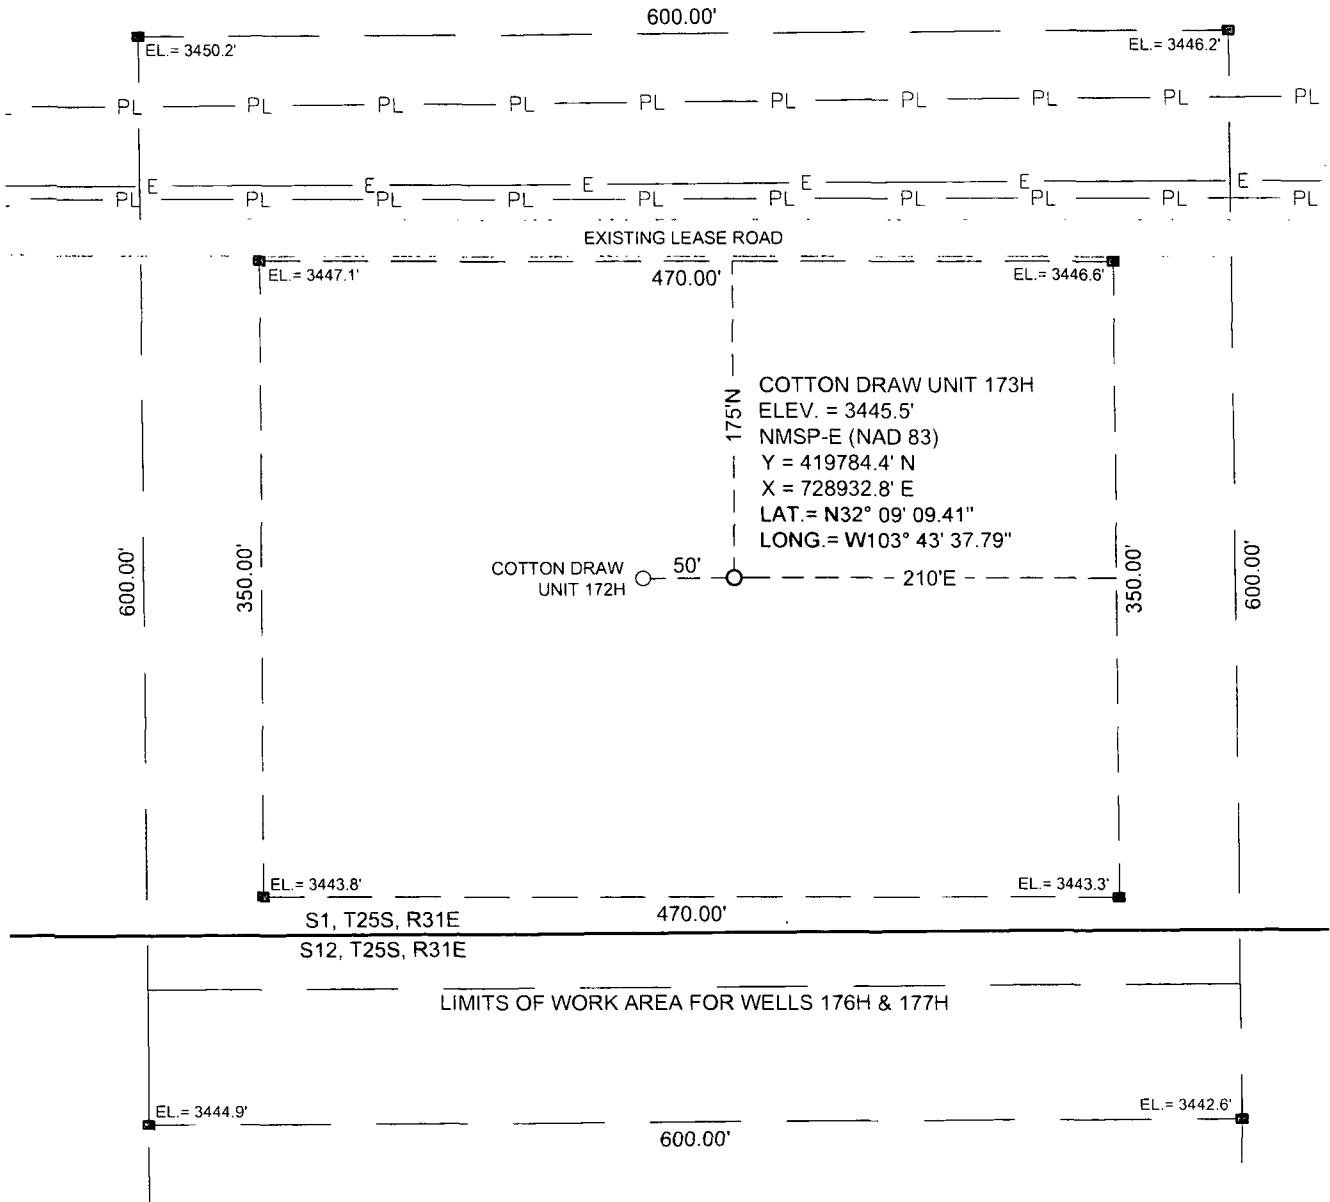 600.00'
EL.= 3450.2'
EL.= 3446.2'
PL PL PL PL PL PL PL PL PL PL
E E E E E E
PL PL PL PL PL PL PL PL PL PL
EXISTING LEASE ROAD
EL.= 3447.1'
470.00'
EL.= 3446.6'
175'N
COTTON DRAW UNIT 173H
ELEV. = 3445.5'
NMSP-E (NAD 83)
Y = 419784.4' N
X = 728932.8' E
LAT.= N32° 09' 09.41"
LONG.= W103° 43' 37.79"
600.00'
350.00'
COTTON DRAW
UNIT 172H
50'
210'E
350.00'
600.00'
EL.= 3443.8'
EL.= 3443.3'
S1, T25S, R31E
470.00'
S12, T25S, R31E
LIMITS OF WORK AREA FOR WELLS 176H & 177H
EL.= 3444.9'
EL.= 3442.6'
600.00'